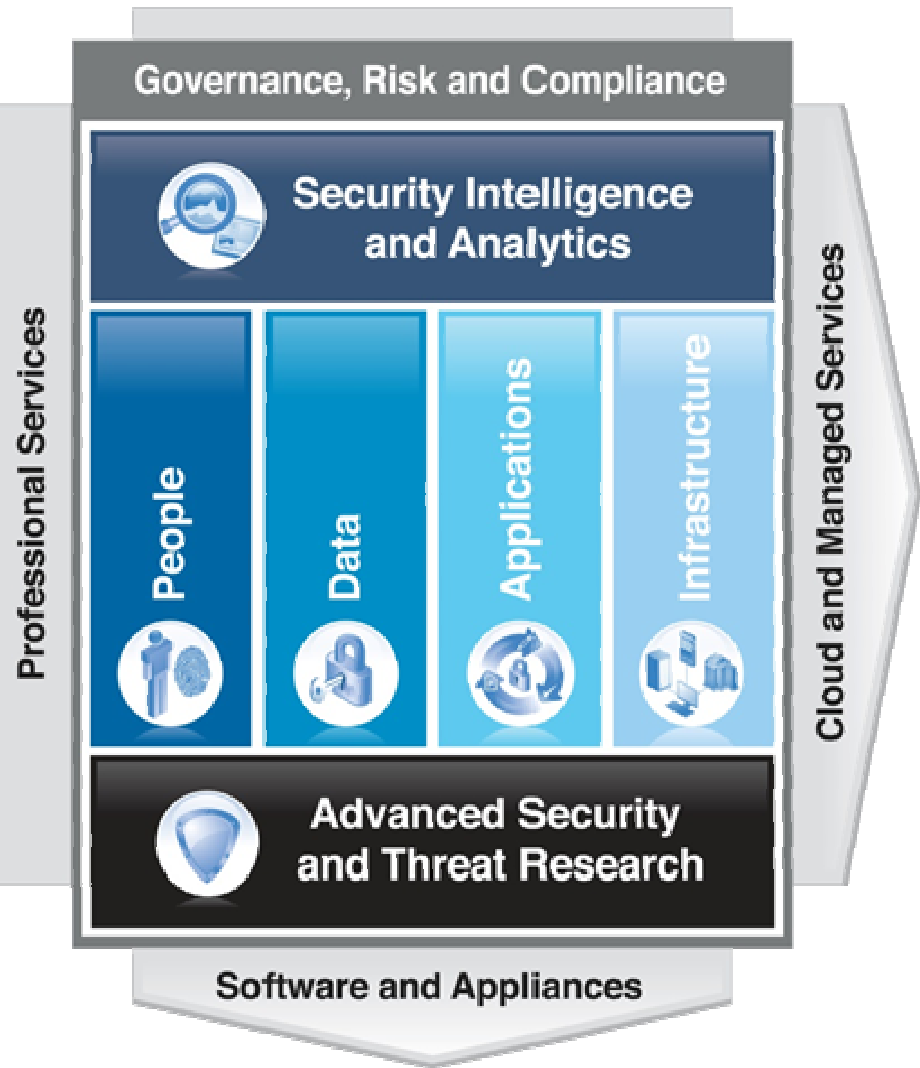 Governance, Risk and Compliance
Security Intelligence
and Analytics
Professional Services
People
Data
Applications
Infrastructure
Cloud and Managed Services
Advanced Security
and Threat Research
Software and Appliances